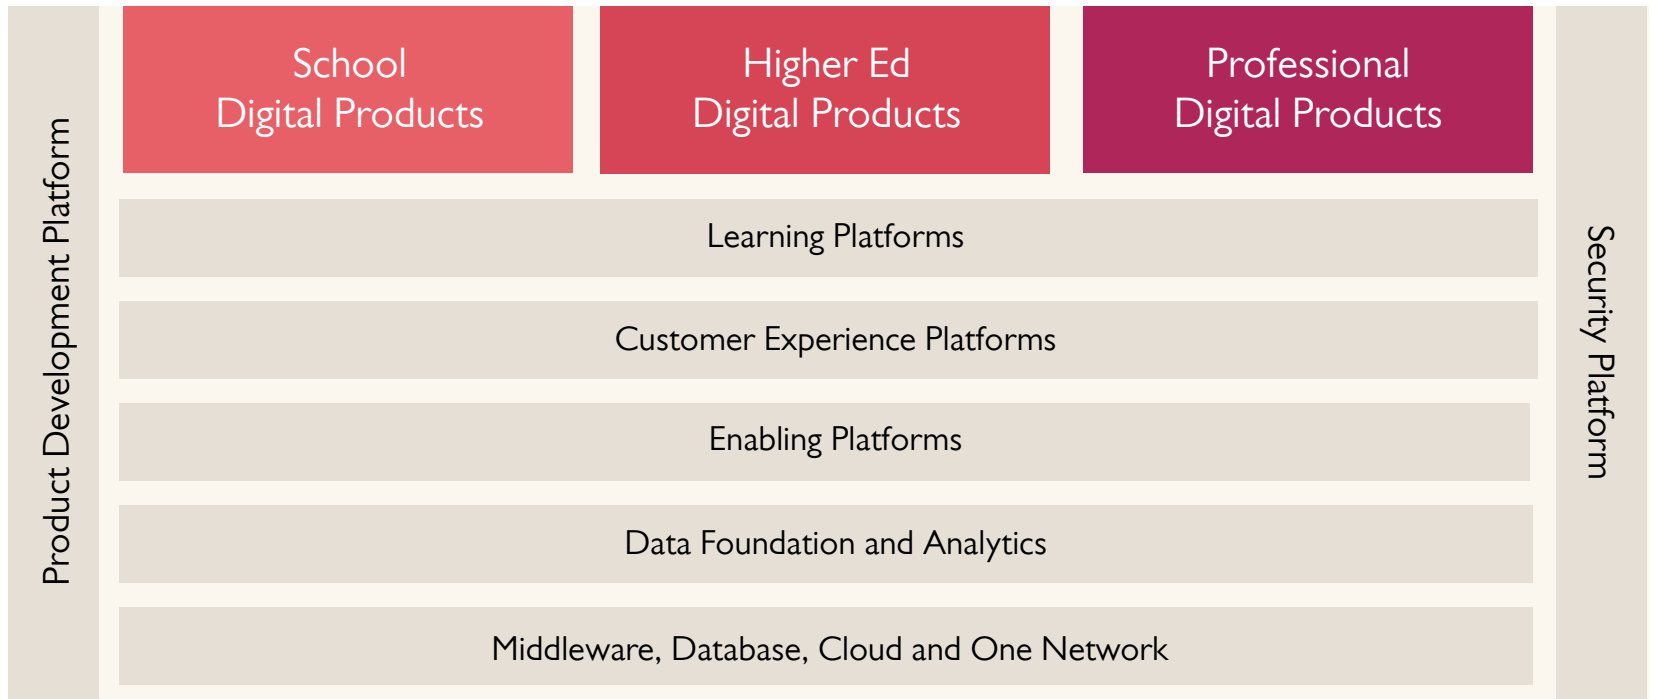 Product Development Platform
School
Digital Products
Higher Ed
Digital Products
Professional
Digital Products
Learning Platforms
Customer Experience Platforms
Enabling Platforms
Data Foundation and Analytics
Middleware, Database, Cloud and One Network
Security Platform